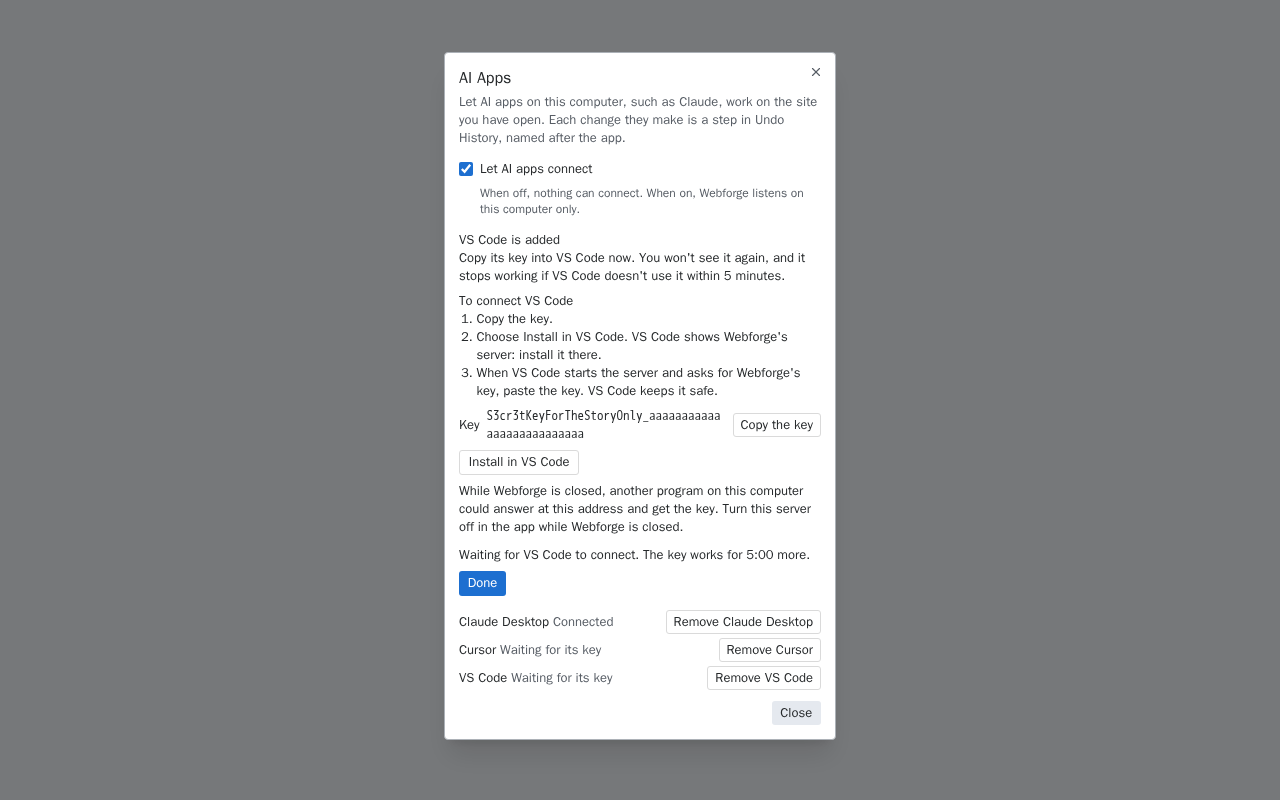 AI Apps
Let AI apps on this computer, such as Claude, work on the site
you have open. Each change they make is a step in Undo
History, named after the app.
Let AI apps connect
When off, nothing can connect. When on, Webforge listens on
this computer only.
VS Code is added
Copy its key into VS Code now. You won't see it again, and it
stops working if VS Code doesn't use it within 5 minutes.
To connect VS Code
1. Copy the key.
2. Choose Install in VS Code. VS Code shows Webforge's
server: install it there.
3. When VS Code starts the server and asks for Webforge's
key, paste the key. VS Code keeps it safe.
Key S3cr3tKeyForTheStoryOnly_aaaaaaaaaaa Copy the key
aaaaaaaaaaaaaaa
Install in VS Code
While Webforge is closed, another program on this computer
could answer at this address and get the key. Turn this server
off in the app while Webforge is closed.
Waiting for VS Code to connect. The key works for 5:00 more.
Done
Claude Desktop Connected Remove Claude Desktop
Cursor Waiting for its key Remove Cursor
VS Code Waiting for its key Remove VS Code
Close